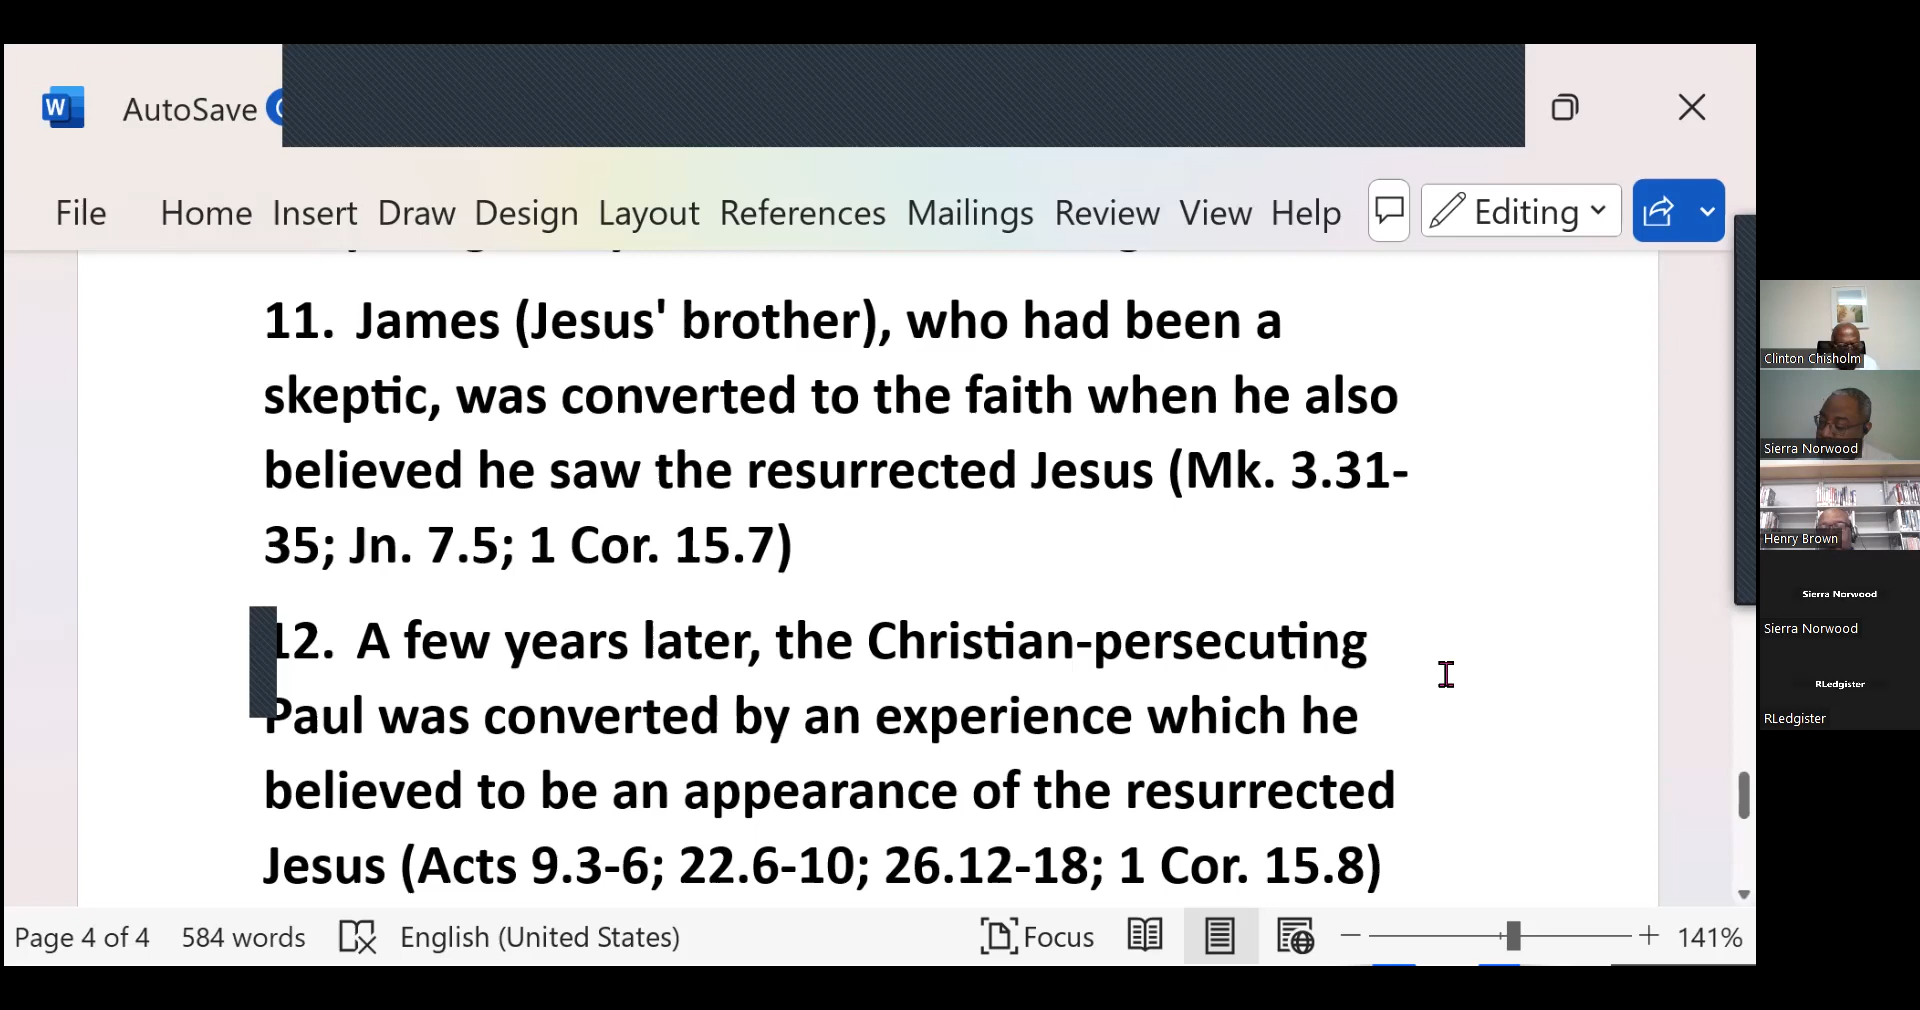 W AutoSave
File Home Insert Draw Design Layout References Mailings Review View Help Editing
11. James (Jesus' brother), who had been a
skeptic, was converted to the faith when he also
believed he saw the resurrected Jesus (Mk. 3.31-
35; Jn. 7.5; 1 Cor. 15.7)
12. A few years later, the Christian-persecuting
Paul was converted by an experience which he
believed to be an appearance of the resurrected
Jesus (Acts 9.3-6; 22.6-10; 26.12-18; 1 Cor. 15.8)
Page 4 of 4 584 words English (United States) Focus 141%
Clinton Chisholm
Sierra Norwood
Henry Brown
Sierra Norwood
Sierra Norwood
RLedgister
RLedgister